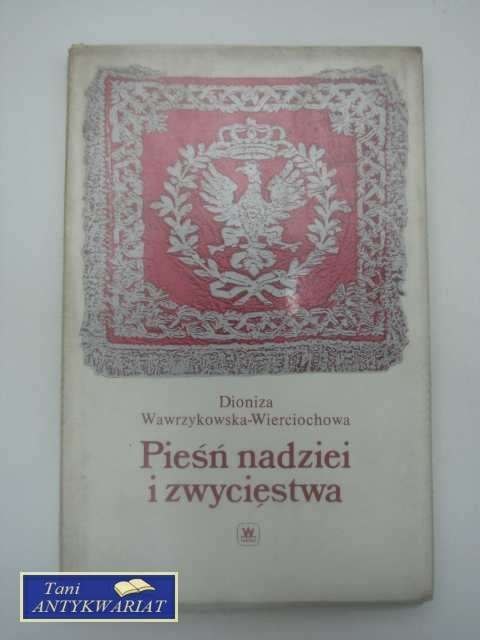 Dioniza
Wawrzykowska-Wierciochowa
Pieśń nadziei
i zwycięstwa
Tani
ANTYKWARIAT